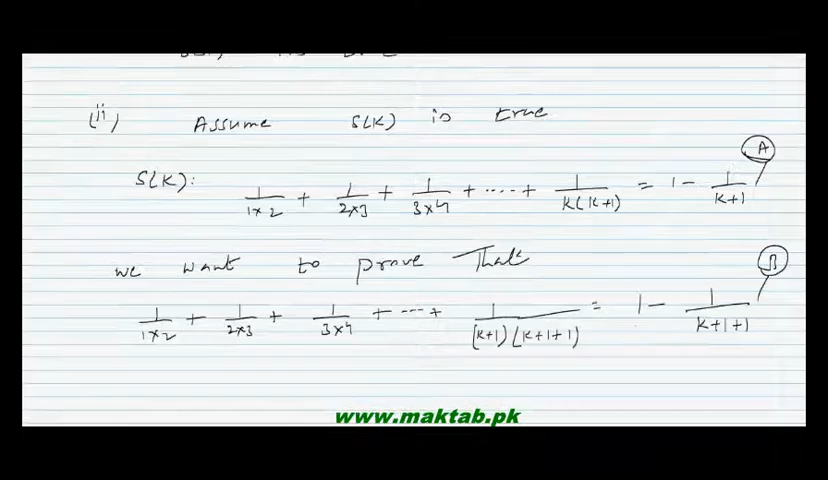 (ii) Assume S(K) is true
S(K): 1/1×2 + 1/2×3 + 1/3×4 + ..... + 1/K(K+1) = 1 - 1/K+1 A
we want to prove That
1/1×2 + 1/2×3 + 1/3×4 + ... + 1/(K+1)(K+1+1) = 1 - 1/K+1+1 B
www.maktab.pk